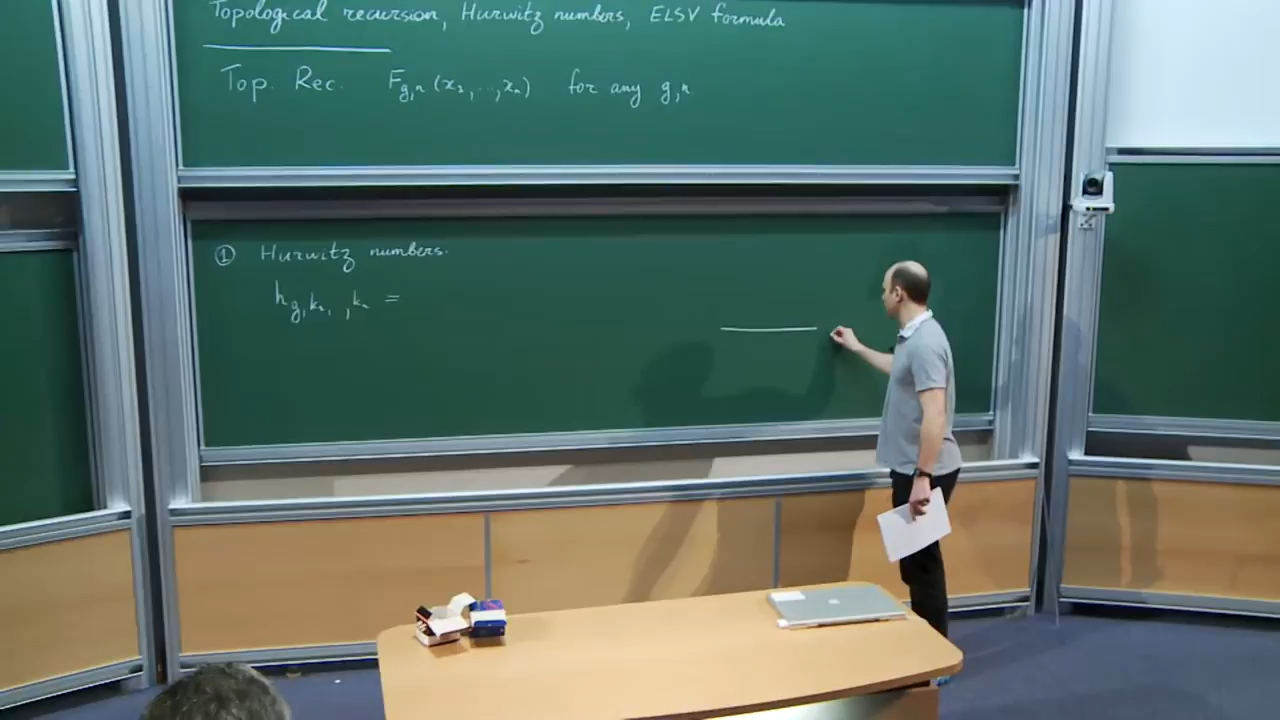 Topological recursion, Hurwitz numbers, ELSV formula
Top. Rec. F_{g,n}(x_1,...,x_n) for any g,n.
① Hurwitz numbers.
h_{g,k_1, ,k_n} =